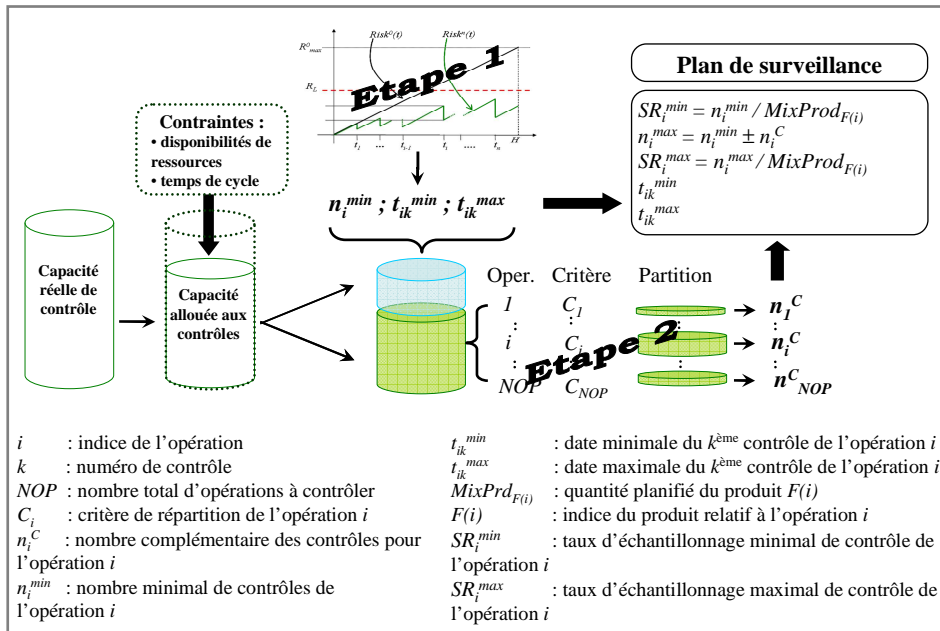 R⁰max
Risk⁰(t)
Riskⁿ(t)
R_L
Etape 1
t₁ ... t_{i-1} t_i .... t_n H
Plan de surveillance
SR_i^min = n_i^min / MixProd_F(i)
n_i^max = n_i^min ± n_i^C
SR_i^max = n_i^max / MixProd_F(i)
t_ik^min
t_ik^max
Contraintes :
• disponibilités de
ressources
• temps de cycle
n_i^min ; t_ik^min ; t_ik^max
Capacité
réelle de
contrôle
Capacité
allouée aux
contrôles
Oper. Critère Partition
1 C₁ n₁^C
⋮ ⋮ ⋮
i C_i n_i^C
Etape 2
⋮ ⋮ ⋮
NOP C_NOP n^C_NOP
i : indice de l'opération
k : numéro de contrôle
NOP : nombre total d'opérations à contrôler
C_i : critère de répartition de l'opération i
n_i^C : nombre complémentaire des contrôles pour
l'opération i
n_i^min : nombre minimal de contrôles de
l'opération i
t_ik^min : date minimale du k^ème contrôle de l'opération i
t_ik^max : date maximale du k^ème contrôle de l'opération i
MixPrd_F(i) : quantité planifié du produit F(i)
F(i) : indice du produit relatif à l'opération i
SR_i^min : taux d'échantillonnage minimal de contrôle de
l'opération i
SR_i^max : taux d'échantillonnage maximal de contrôle de
l'opération i